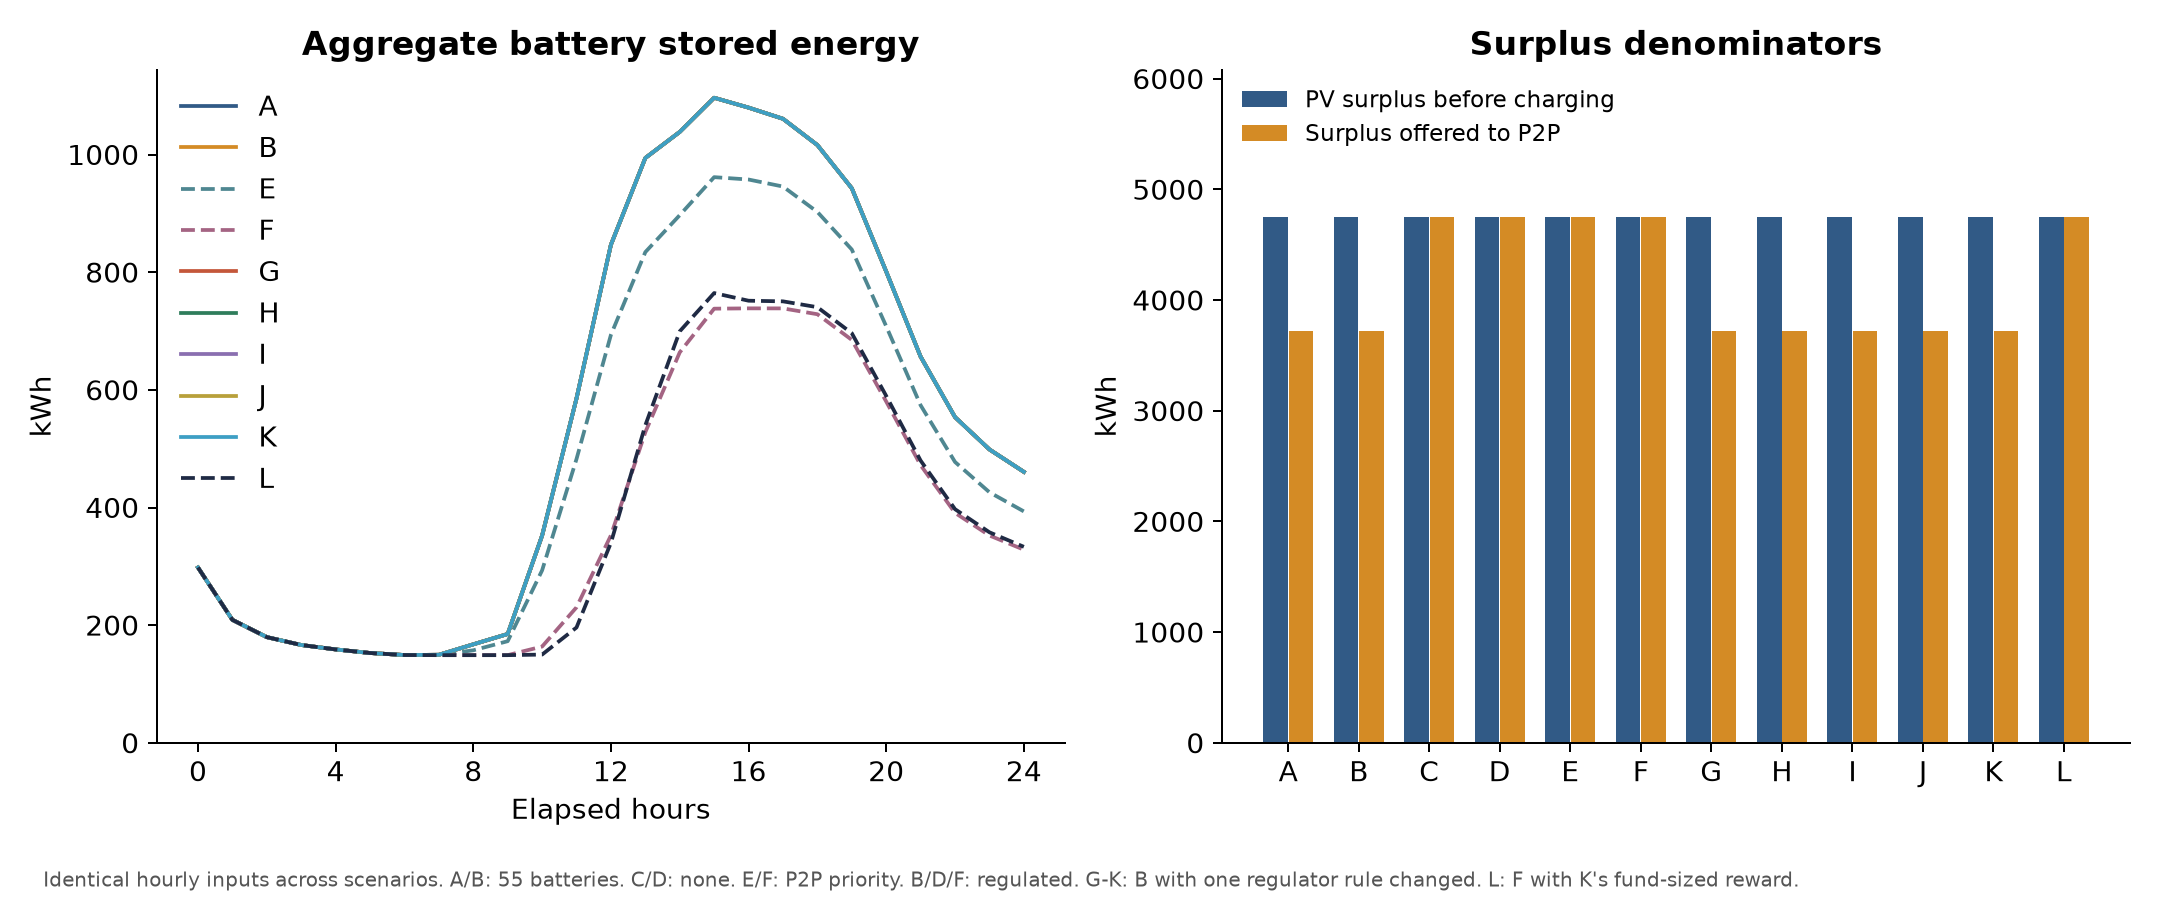 Aggregate battery stored energy
kWh
1000
800
600
400
200
0
A
B
E
F
G
H
I
J
K
L
0 4 8 12 16 20 24
Elapsed hours
Surplus denominators
kWh
6000
5000
4000
3000
2000
1000
0
PV surplus before charging
Surplus offered to P2P
A B C D E F G H I J K L
Identical hourly inputs across scenarios. A/B: 55 batteries. C/D: none. E/F: P2P priority. B/D/F: regulated. G-K: B with one regulator rule changed. L: F with K's fund-sized reward.